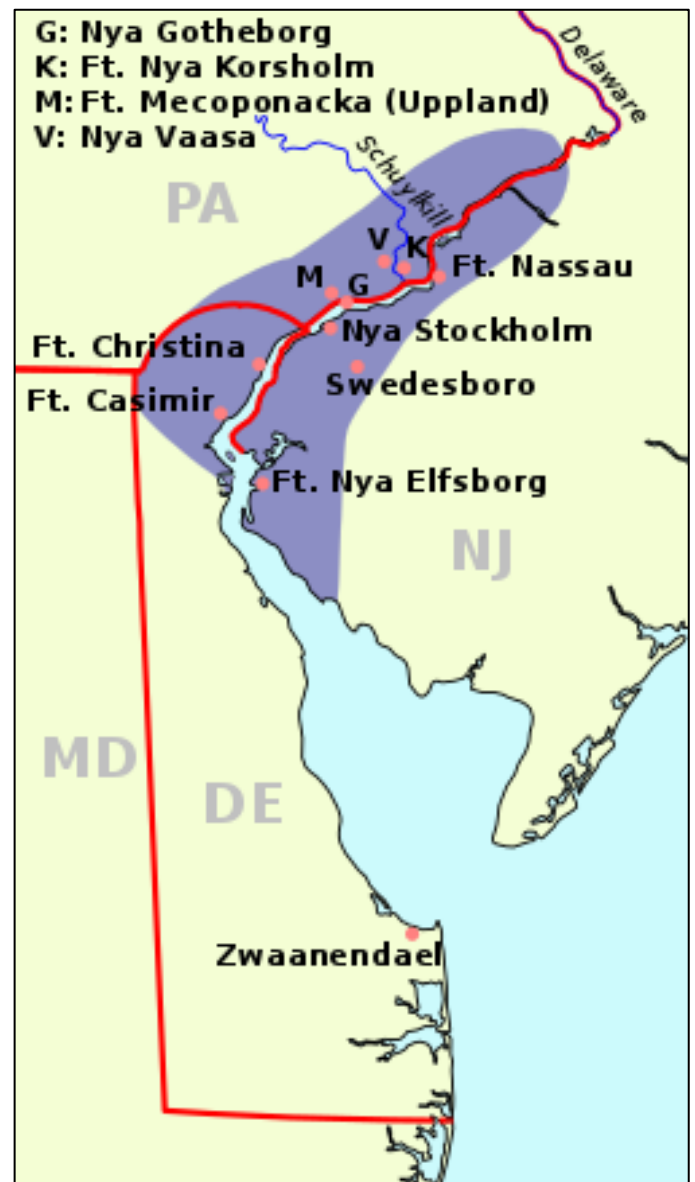 G: Nya Gotheborg
K: Ft. Nya Korsholm
M: Ft. Mecoponacka (Uppland)
V: Nya Vaasa
Delaware
Schuylkill
PA
V
K
Ft. Nassau
M
G
Nya Stockholm
Ft. Christina
Swedesboro
Ft. Casimir
Ft. Nya Elfsborg
NJ
MD
DE
Zwaanendael